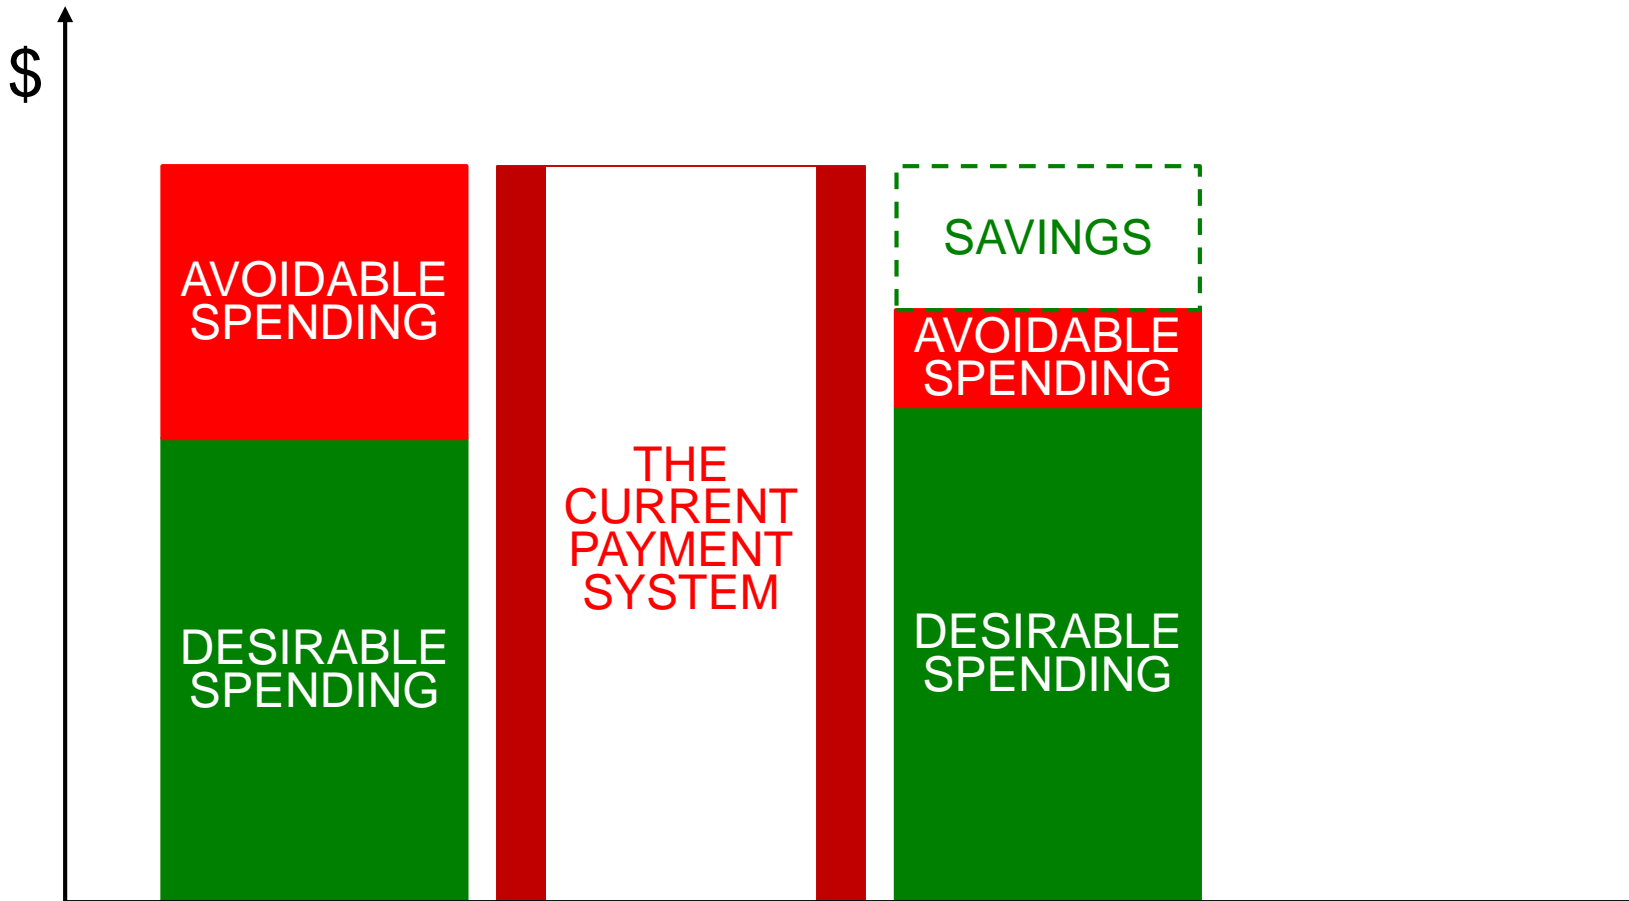 $
AVOIDABLE
SPENDING
DESIRABLE
SPENDING
THE
CURRENT
PAYMENT
SYSTEM
SAVINGS
AVOIDABLE
SPENDING
DESIRABLE
SPENDING